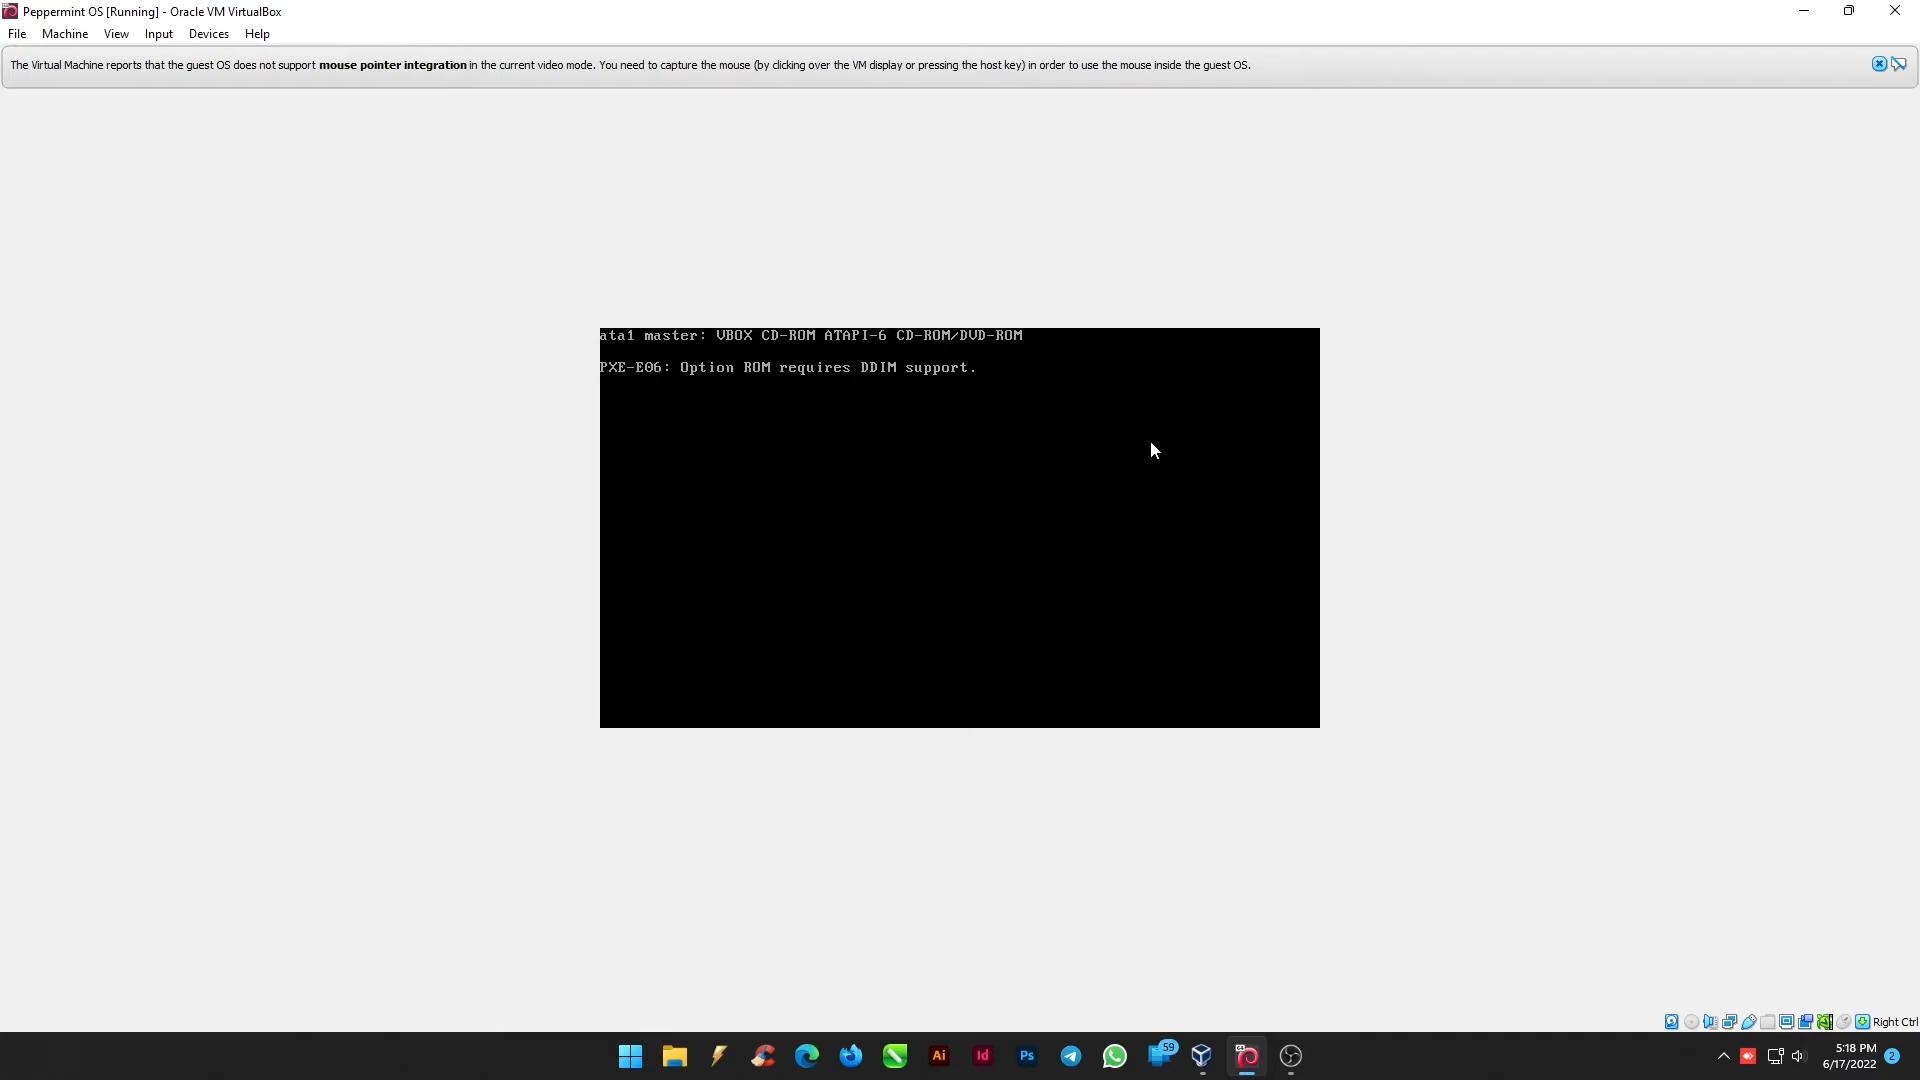 Peppermint OS [Running] - Oracle VM VirtualBox
File Machine View Input Devices Help
The Virtual Machine reports that the guest OS does not support mouse pointer integration in the current video mode. You need to capture the mouse (by clicking over the VM display or pressing the host key) in order to use the mouse inside the guest OS.
ata1 master: VBOX CD-ROM ATAPI-6 CD-ROM/DVD-ROM
PXE-E06: Option ROM requires DDIM support.
Right Ctrl
Ai Id Ps 59
5:18 PM
6/17/2022
2